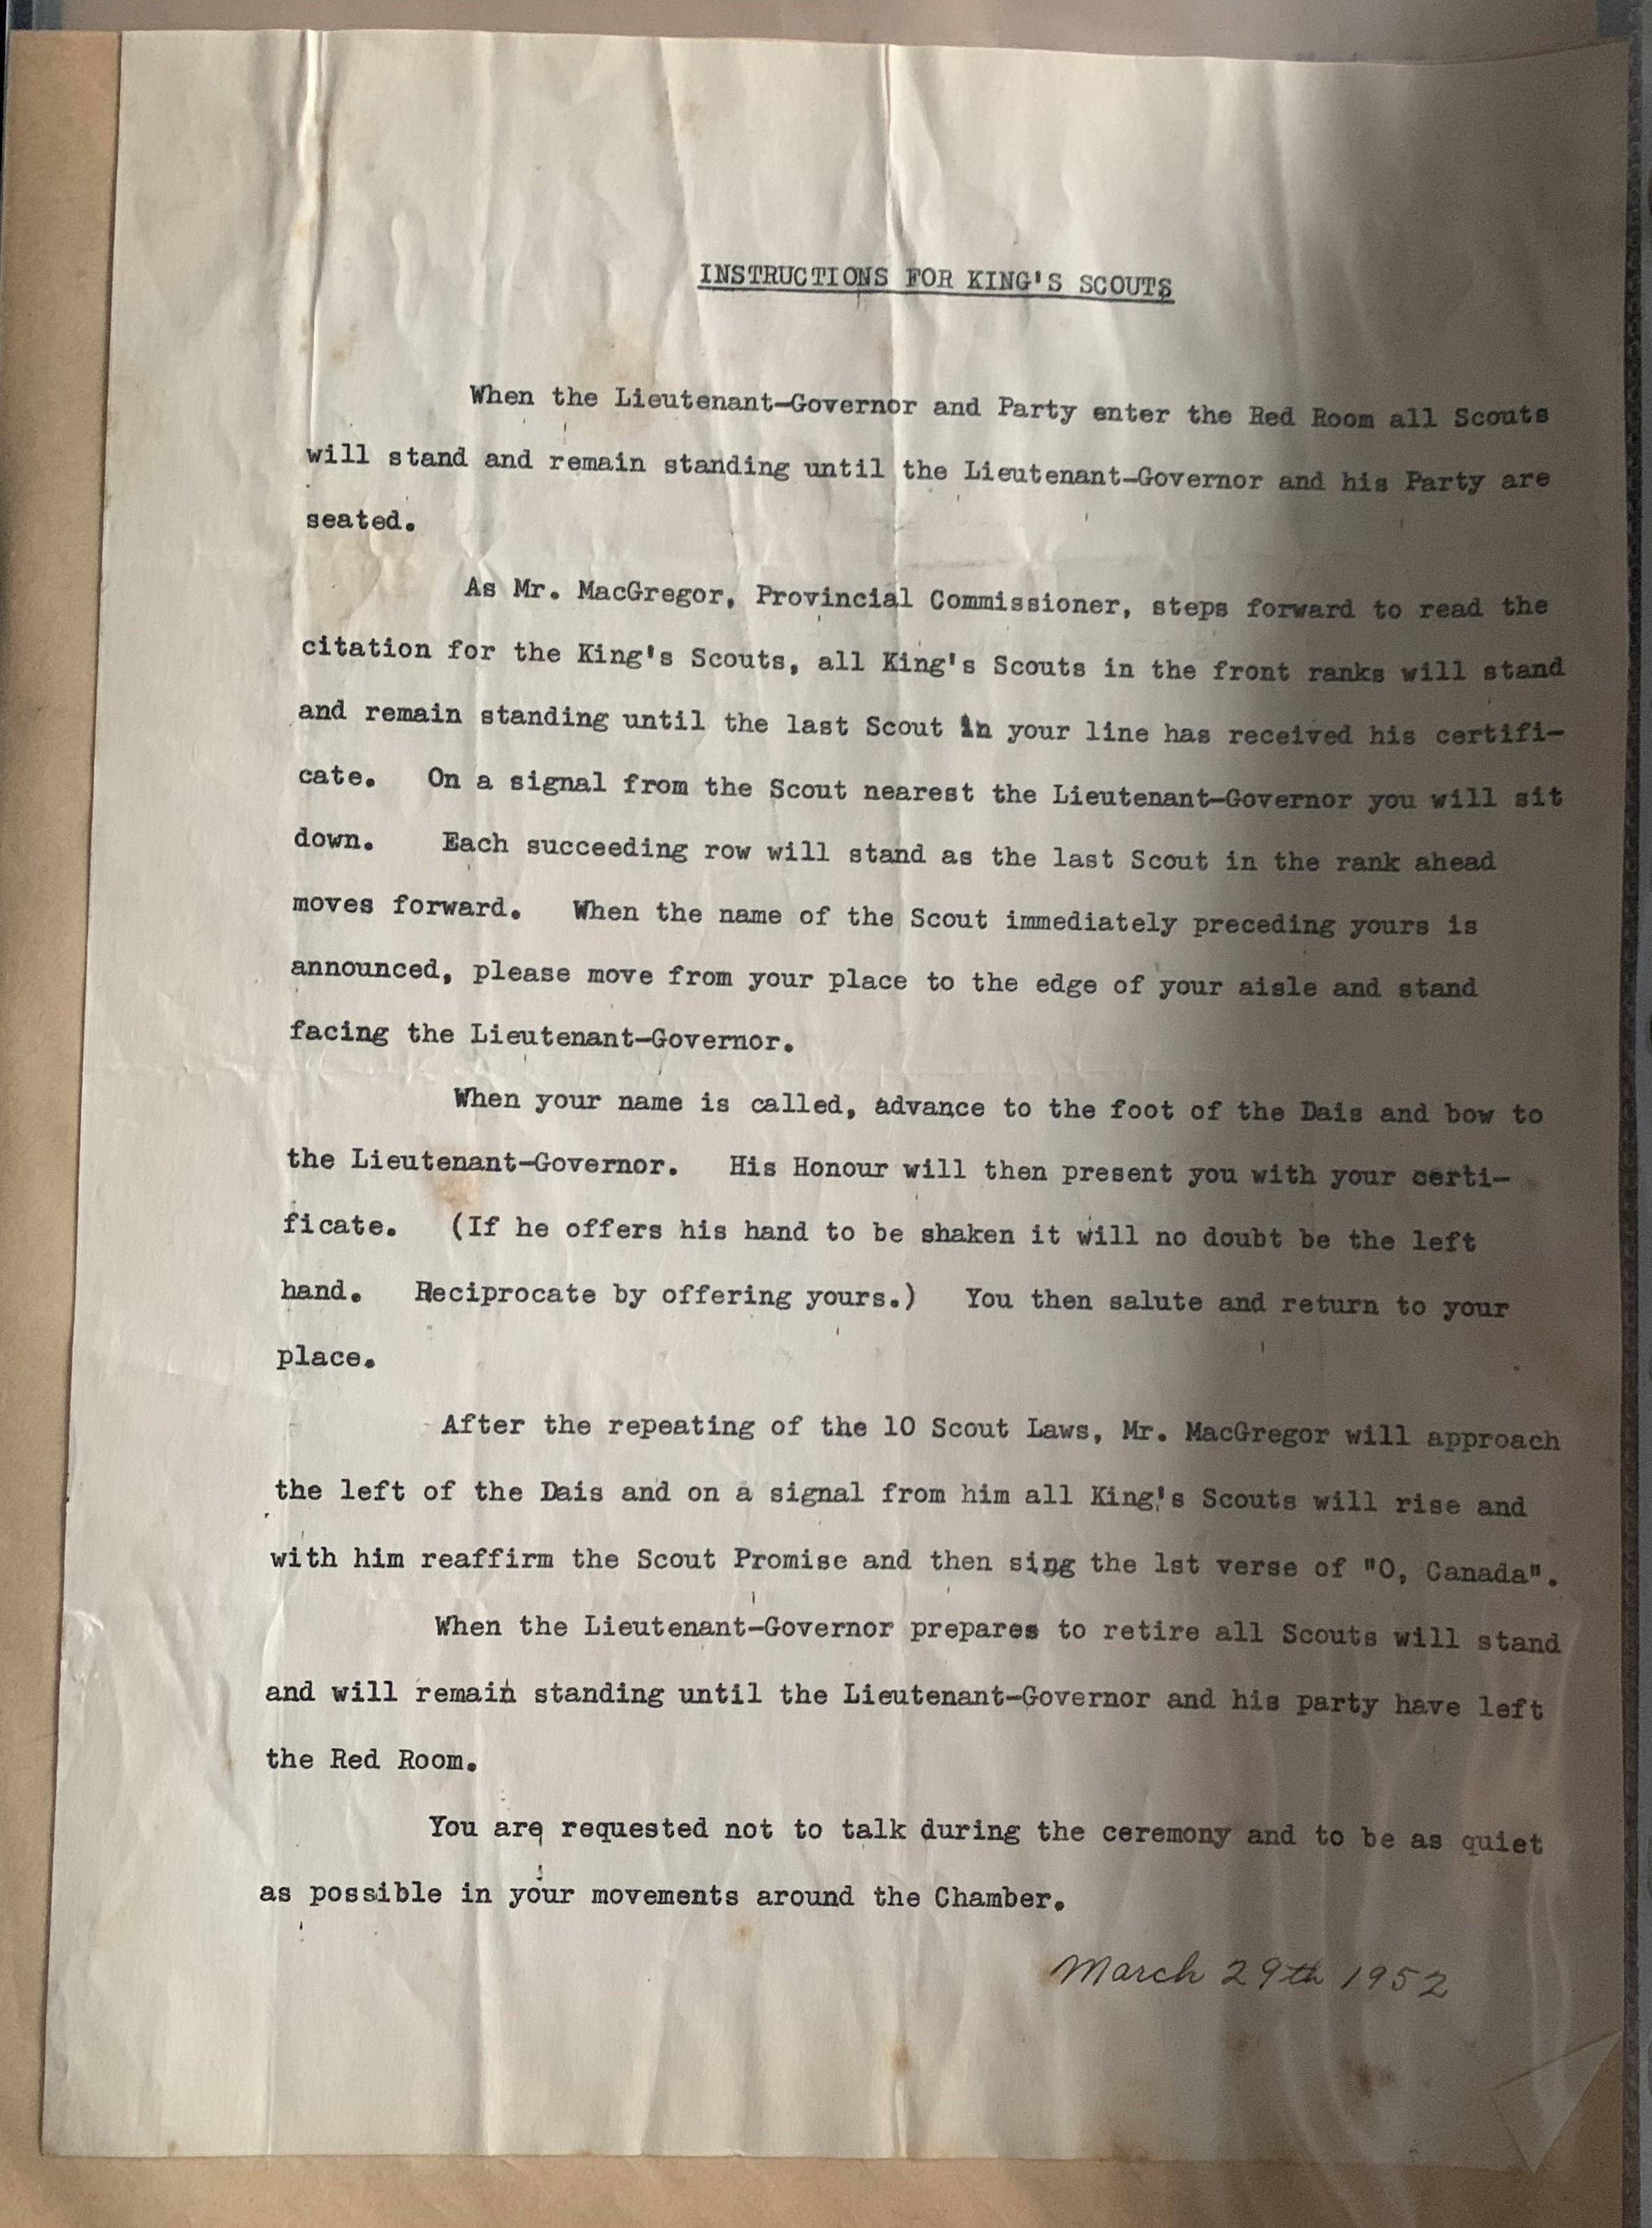 INSTRUCTIONS FOR KING'S SCOUTS
When the Lieutenant-Governor and Party enter the Red Room all Scouts
will stand and remain standing until the Lieutenant-Governor and his Party are
seated.
As Mr. MacGregor, Provincial Commissioner, steps forward to read the
citation for the King's Scouts, all King's Scouts in the front ranks will stand
and remain standing until the last Scout in your line has received his certifi-
cate. On a signal from the Scout nearest the Lieutenant-Governor you will sit
down. Each succeeding row will stand as the last Scout in the rank ahead
moves forward. When the name of the Scout immediately preceding yours is
announced, please move from your place to the edge of your aisle and stand
facing the Lieutenant-Governor.
When your name is called, advance to the foot of the Dais and bow to
the Lieutenant-Governor. His Honour will then present you with your certi-
ficate. (If he offers his hand to be shaken it will no doubt be the left
hand. Reciprocate by offering yours.) You then salute and return to your
place.
After the repeating of the 10 Scout Laws, Mr. MacGregor will approach
the left of the Dais and on a signal from him all King's Scouts will rise and
with him reaffirm the Scout Promise and then sing the 1st verse of "O, Canada".
When the Lieutenant-Governor prepares to retire all Scouts will stand
and will remain standing until the Lieutenant-Governor and his party have left
the Red Room.
You are requested not to talk during the ceremony and to be as quiet
as possible in your movements around the Chamber.
March 29th 1952